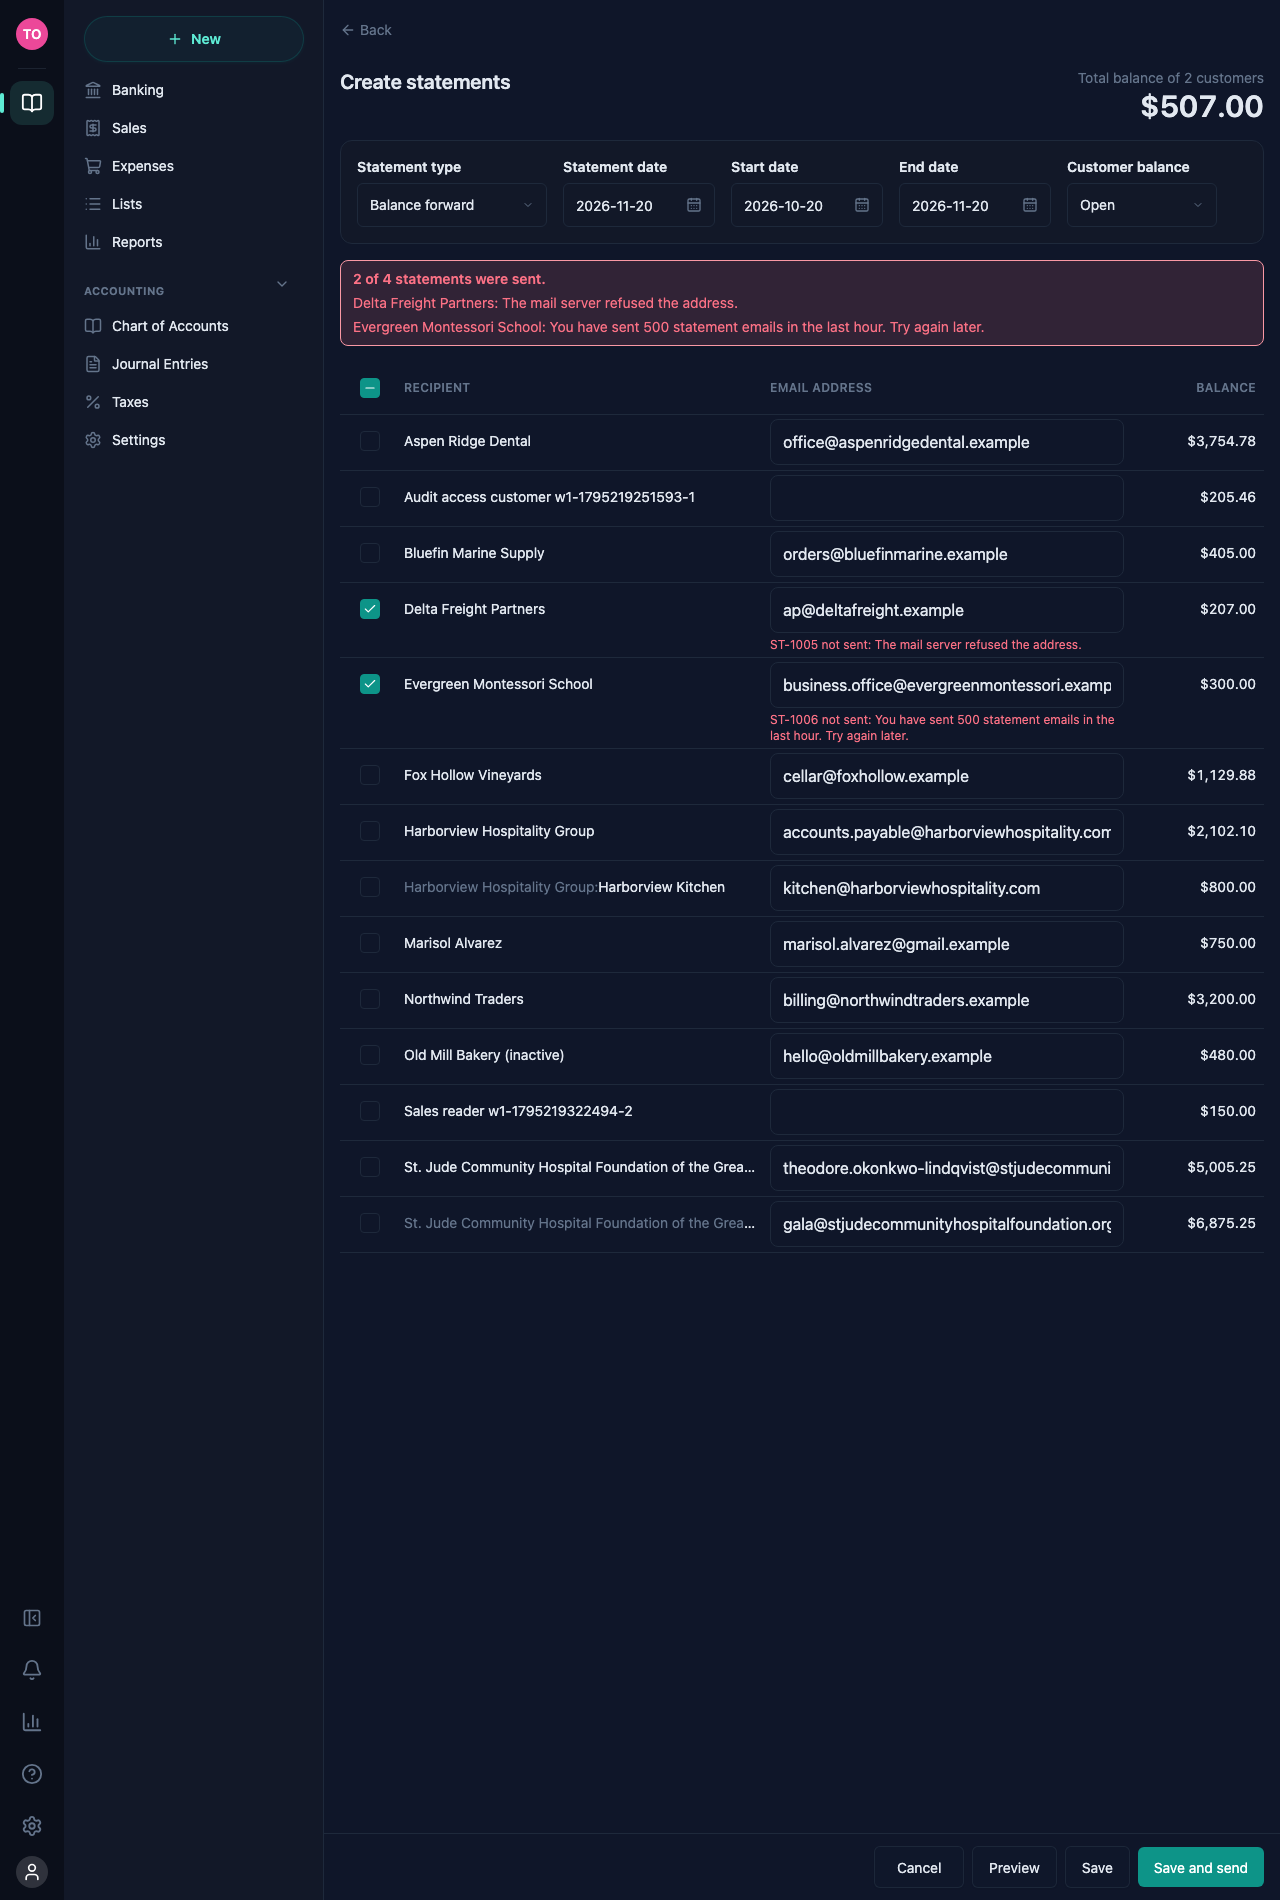 TO
New
Banking
Sales
Expenses
Lists
Reports
ACCOUNTING
Chart of Accounts
Journal Entries
Taxes
Settings
Back
Create statements
Total balance of 2 customers
$507.00
Statement type
Statement date
Start date
End date
Customer balance
Balance forward
2026-11-20
2026-10-20
2026-11-20
Open
2 of 4 statements were sent.
Delta Freight Partners: The mail server refused the address.
Evergreen Montessori School: You have sent 500 statement emails in the last hour. Try again later.
RECIPIENT EMAIL ADDRESS BALANCE
Aspen Ridge Dental office@aspenridgedental.example $3,754.78
Audit access customer w1-1795219251593-1 $205.46
Bluefin Marine Supply orders@bluefinmarine.example $405.00
Delta Freight Partners ap@deltafreight.example $207.00
ST-1005 not sent: The mail server refused the address.
Evergreen Montessori School business.office@evergreenmontessori.examp $300.00
ST-1006 not sent: You have sent 500 statement emails in the
last hour. Try again later.
Fox Hollow Vineyards cellar@foxhollow.example $1,129.88
Harborview Hospitality Group accounts.payable@harborviewhospitality.com $2,102.10
Harborview Hospitality Group:Harborview Kitchen kitchen@harborviewhospitality.com $800.00
Marisol Alvarez marisol.alvarez@gmail.example $750.00
Northwind Traders billing@northwindtraders.example $3,200.00
Old Mill Bakery (inactive) hello@oldmillbakery.example $480.00
Sales reader w1-1795219322494-2 $150.00
St. Jude Community Hospital Foundation of the Grea... theodore.okonkwo-lindqvist@stjudecommuni $5,005.25
St. Jude Community Hospital Foundation of the Grea... gala@stjudecommunityhospitalfoundation.org $6,875.25
Cancel
Preview
Save
Save and send